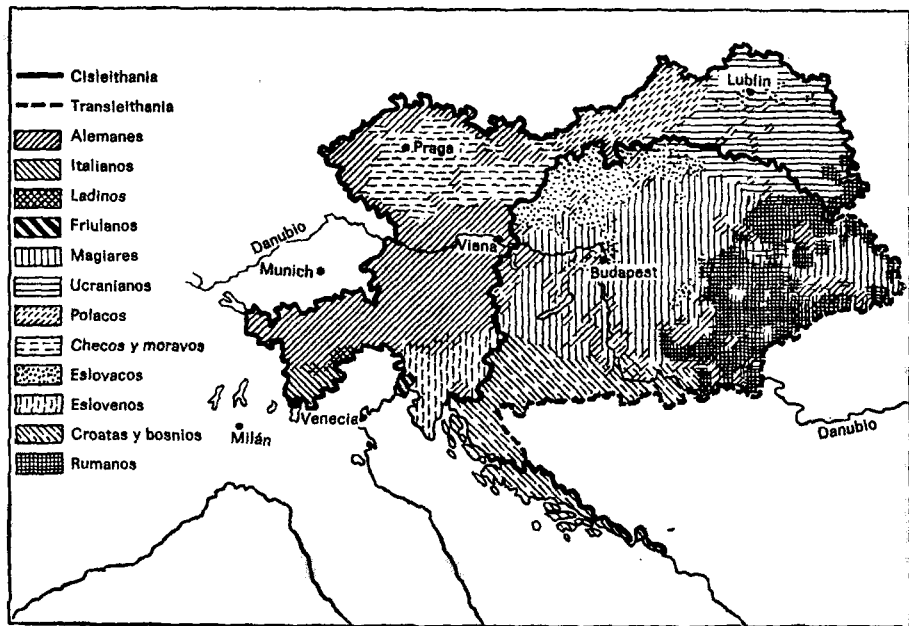 Cisleithania
Transleithania
Alemanes
Italianos
Ladinos
Friulanos
Magiares
Ucranianos
Polacos
Checos y moravos
Eslovacos
Eslovenos
Croatas y bosnios
Rumanos
Lublin
Praga
Danubio
Viena
Munich
Budapest
Venecia
Milán
Danubio